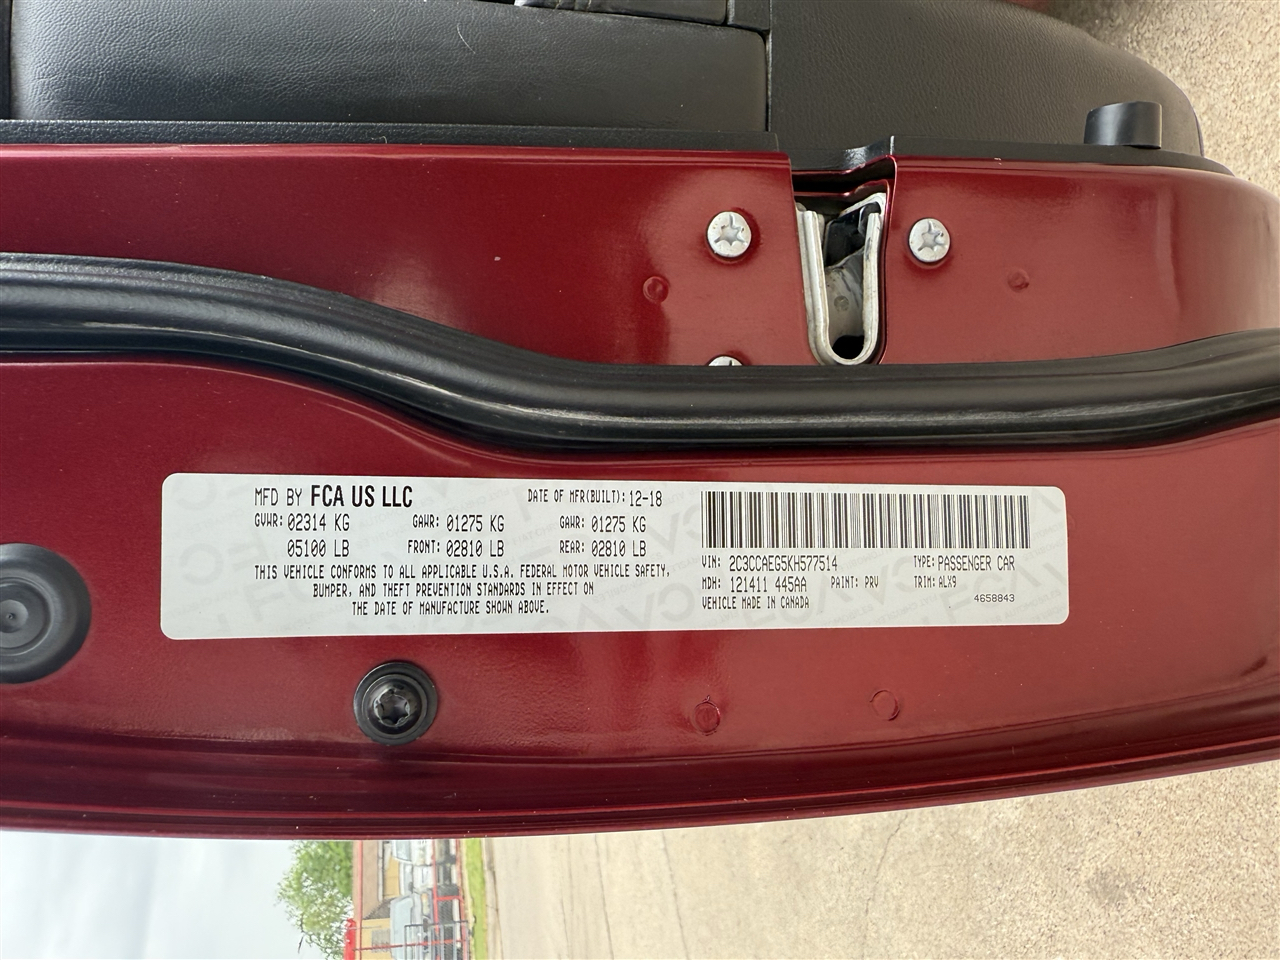 MFD BY FCA US LLC DATE OF MFR(BUILT): 12-18
GVWR: 02314 KG GAWR: 01275 KG GAWR: 01275 KG
05100 LB FRONT: 02810 LB REAR: 02810 LB
THIS VEHICLE CONFORMS TO ALL APPLICABLE U.S.A. FEDERAL MOTOR VEHICLE SAFETY,
BUMPER, AND THEFT PREVENTION STANDARDS IN EFFECT ON
THE DATE OF MANUFACTURE SHOWN ABOVE.
VIN: 2C3CCAEG5KH577514 TYPE: PASSENGER CAR
MDH: 121411 445AA PAINT: PRV TRIM: ALX9
VEHICLE MADE IN CANADA 4658843